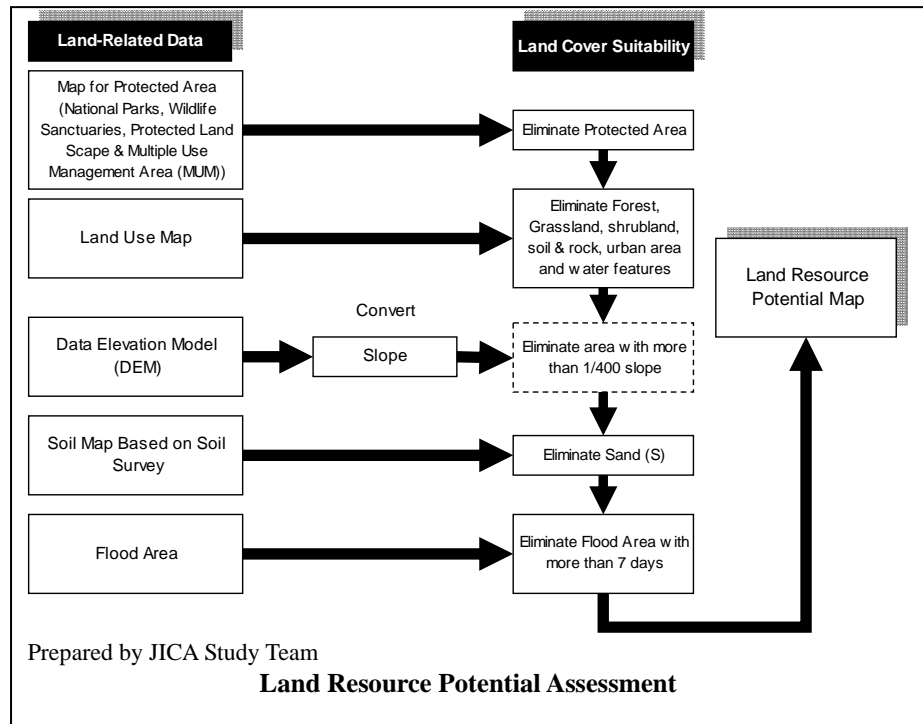 Land-Related Data
Land Cover Suitability
Map for Protected Area
(National Parks, Wildlife
Sanctuaries, Protected Land
Scape & Multiple Use
Management Area (MUM))
Eliminate Protected Area
Land Use Map
Eliminate Forest,
Grassland, shrubland,
soil & rock, urban area
and water features
Land Resource
Potential Map
Convert
Data Elevation Model
(DEM)
Slope
Eliminate area with more
than 1/400 slope
Soil Map Based on Soil
Survey
Eliminate Sand (S)
Flood Area
Eliminate Flood Area with
more than 7 days
Prepared by JICA Study Team
Land Resource Potential Assessment